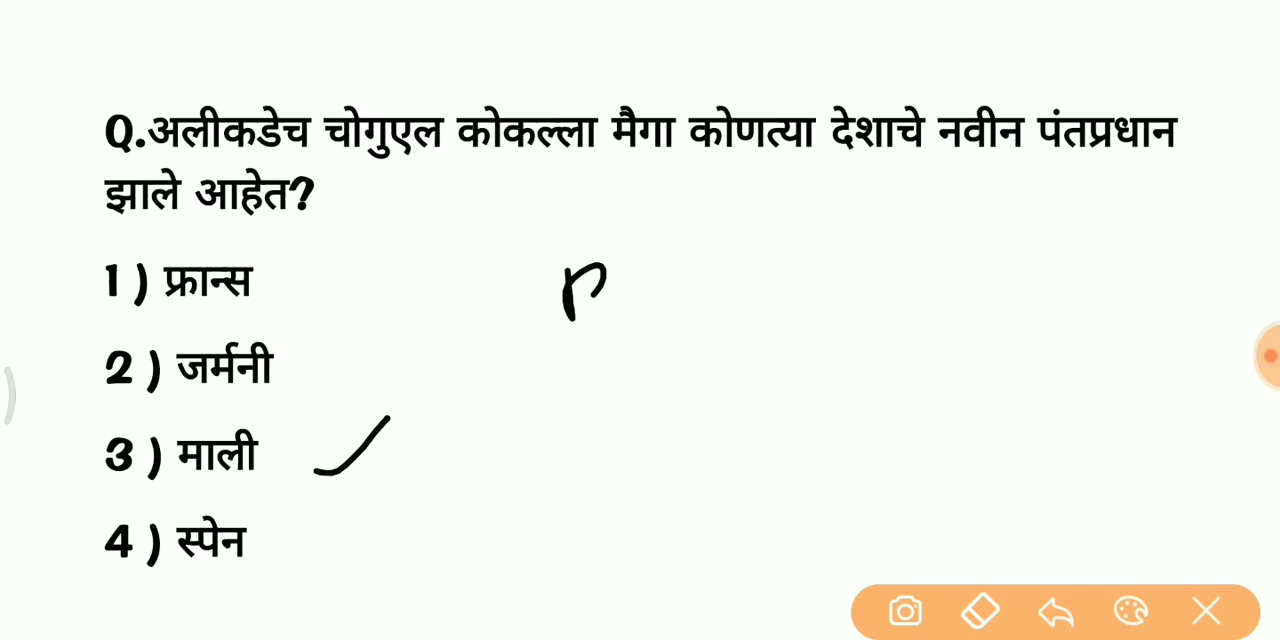 Q.अलीकडेच चोगुएल कोकल्ला मैगा कोणत्या देशाचे नवीन पंतप्रधान
झाले आहेत?
1 ) फ्रान्स
2 ) जर्मनी
3 ) माली
4 ) स्पेन